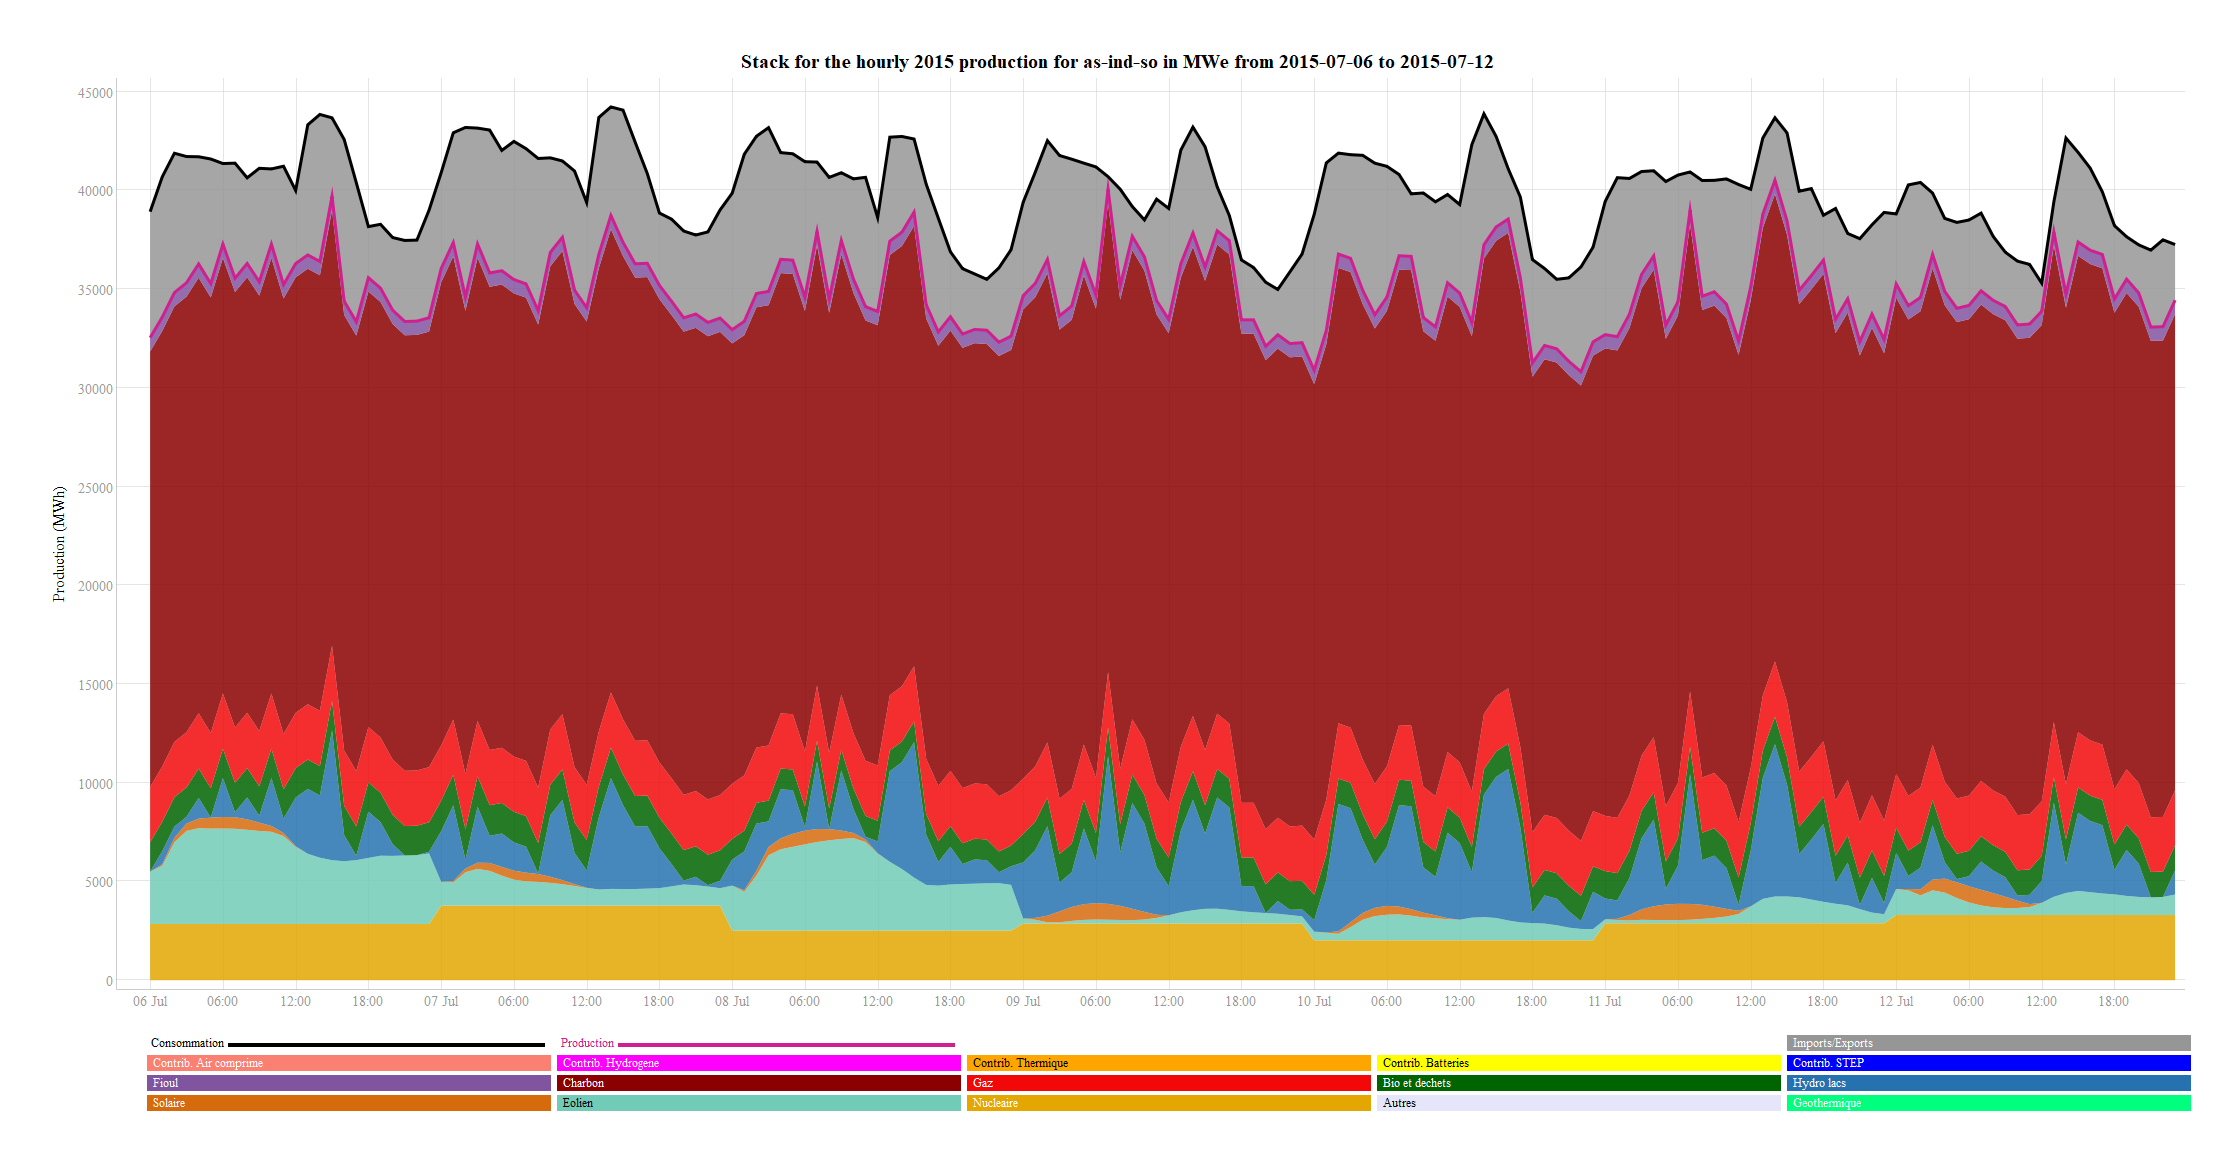 Stack for the hourly 2015 production for as-ind-so in MWe from 2015-07-06 to 2015-07-12
Production (MWh)
45000
40000
35000
30000
25000
20000
15000
10000
5000
0
06 Jul 06:00 12:00 18:00 07 Jul 06:00 12:00 18:00 08 Jul 06:00 12:00 18:00 09 Jul 06:00 12:00 18:00 10 Jul 06:00 12:00 18:00 11 Jul 06:00 12:00 18:00 12 Jul 06:00 12:00 18:00
Consommation Production Imports/Exports
Contrib. Air comprime Contrib. Hydrogene Contrib. Thermique Contrib. Batteries Contrib. STEP
Fioul Charbon Gaz Bio et dechets Hydro lacs
Solaire Eolien Nucleaire Autres Geothermique